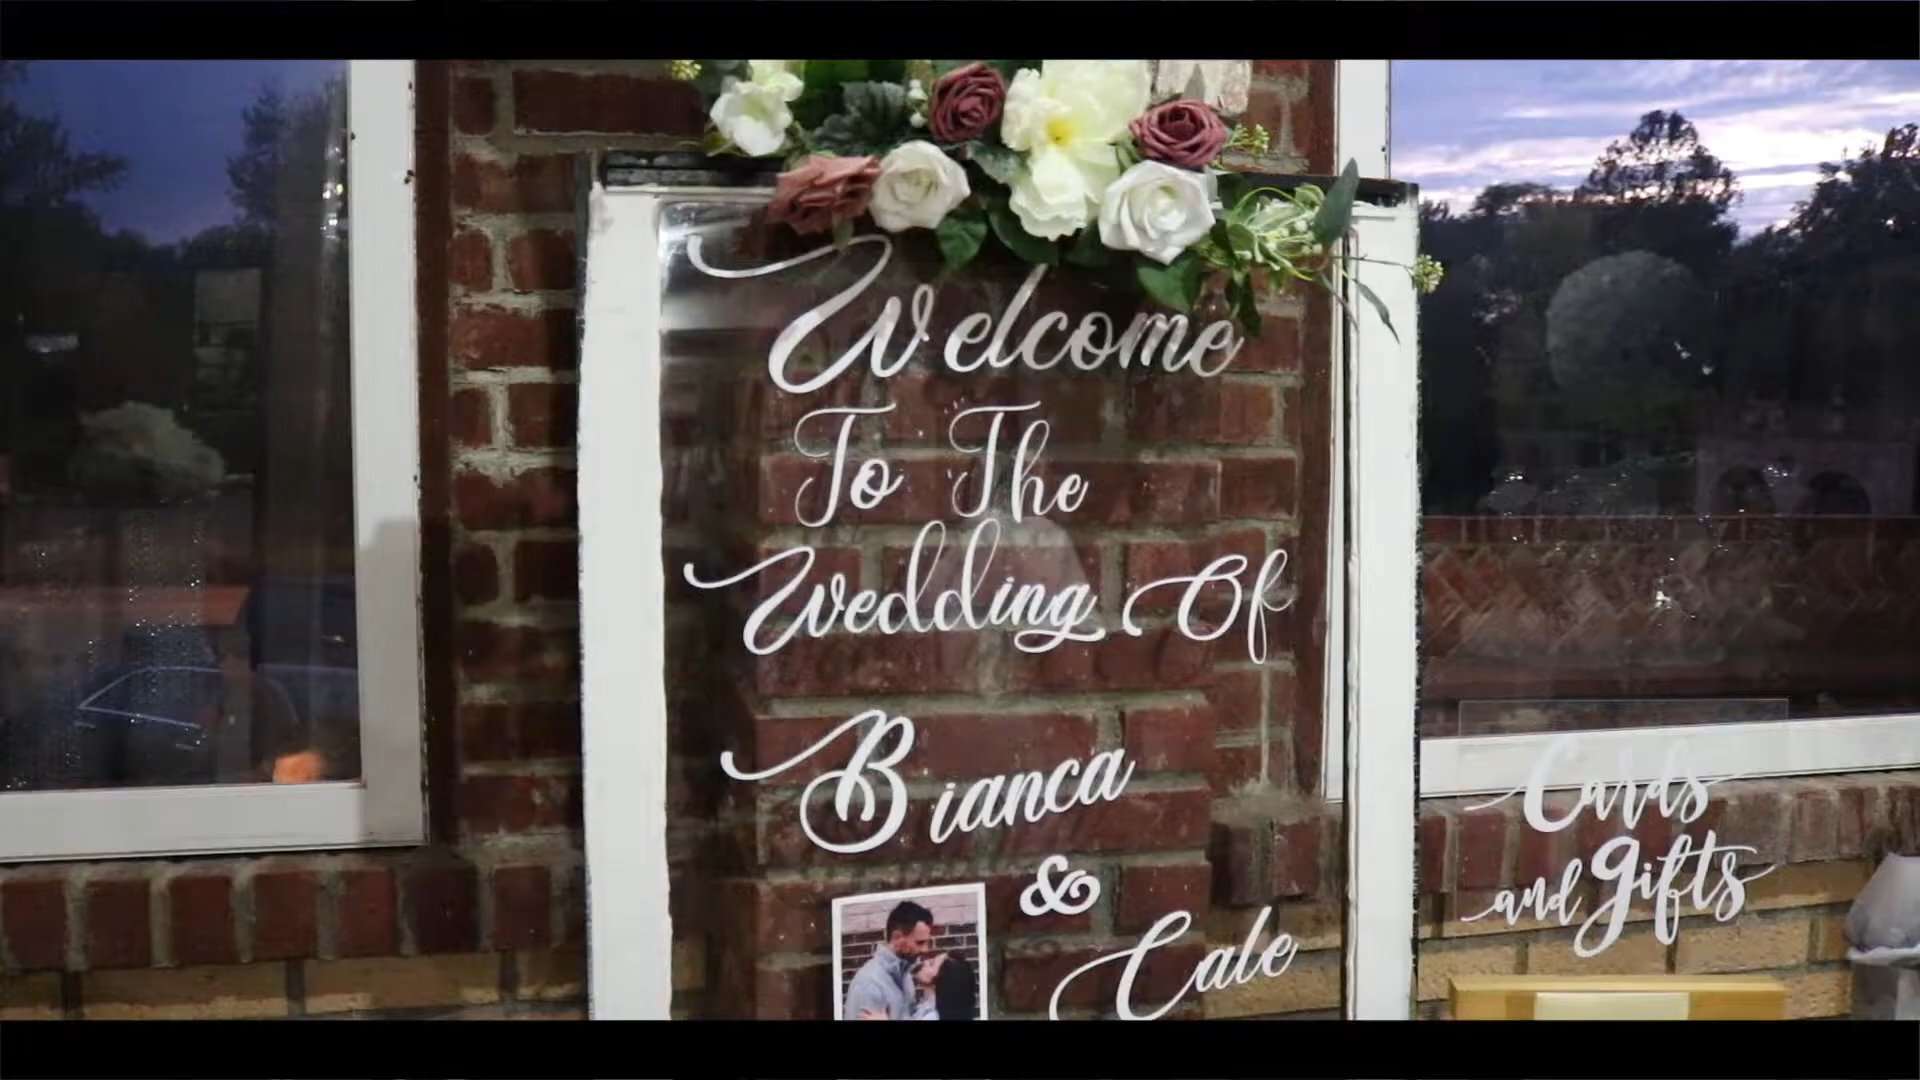 Welcome
To The
Wedding Of
Bianca
&
Cale
Cards
and gifts